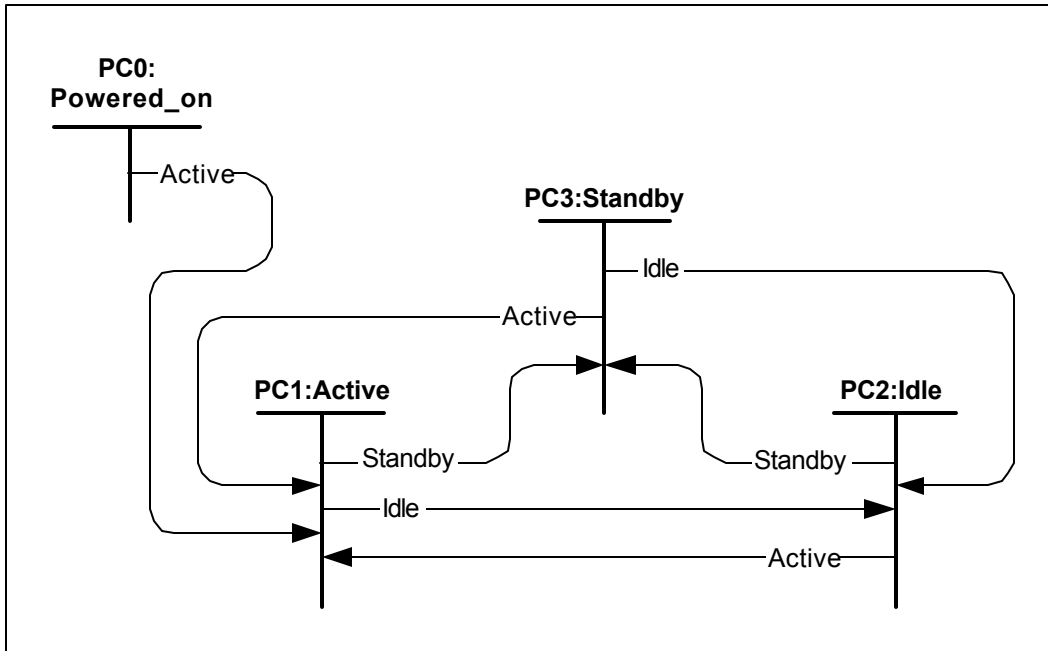 PC0:
Powered_on
Active
PC3:Standby
Idle
Active
PC1:Active
PC2:Idle
Standby
Standby
Idle
Active